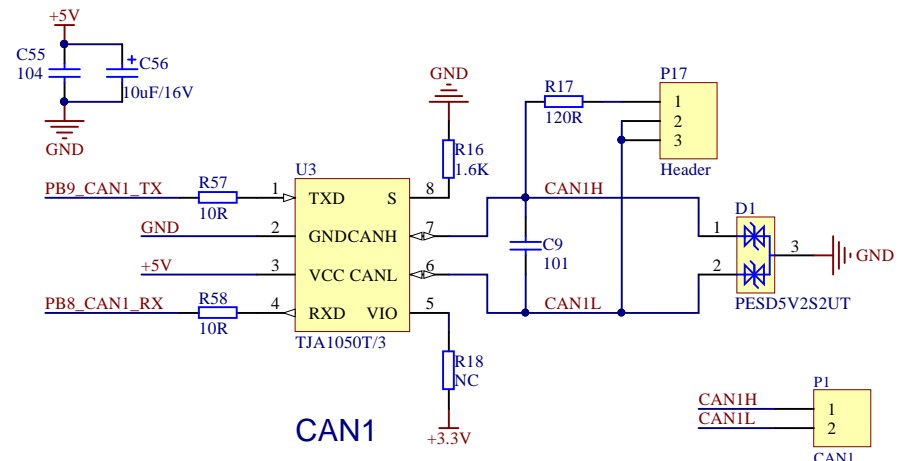 +5V
C55
104
C56
10uF/16V
GND
GND
R16
1.6K
R17
120R
P17
1
2
3
Header
U3
PB9_CAN1_TX
R57
10R
1
TXD
S
8
CAN1H
GND
2
GND
CANH
7
C9
101
D1
1
2
3
GND
PESD5V2S2UT
+5V
3
VCC
CANL
6
CAN1L
PB8_CAN1_RX
R58
10R
4
RXD
VIO
5
TJA1050T/3
R18
NC
+3.3V
CAN1
P1
CAN1H
1
CAN1L
2
CAN1